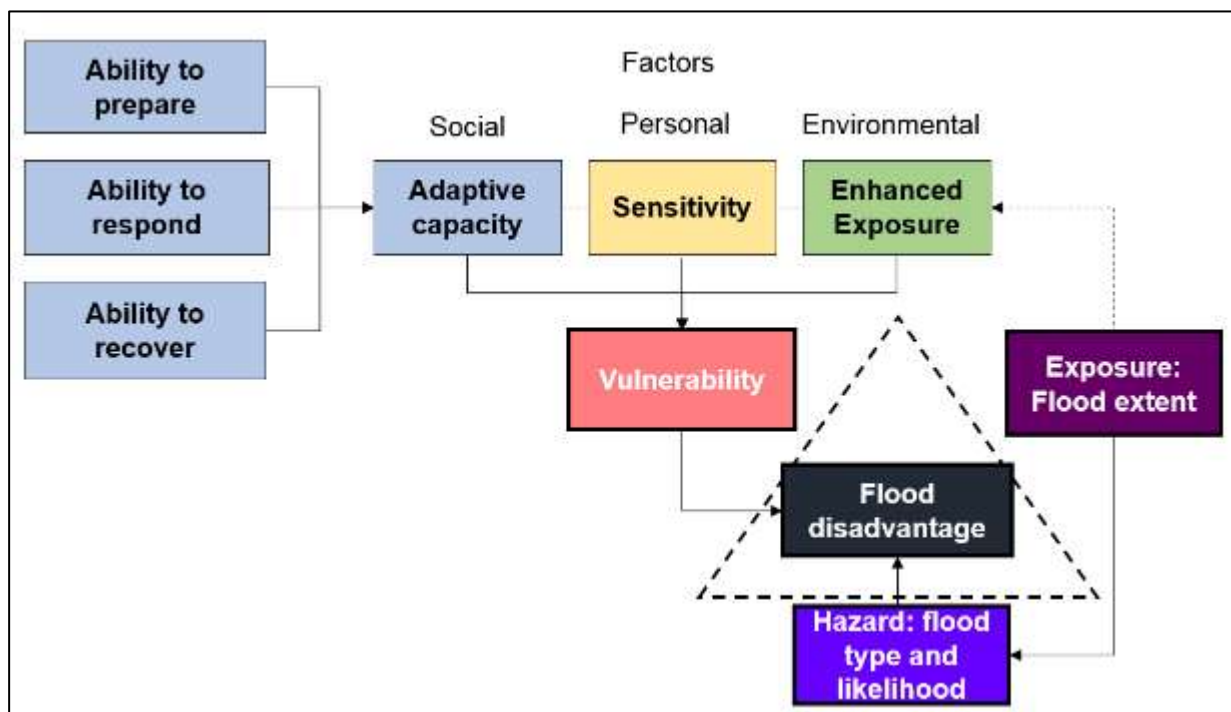 Ability to
prepare
Ability to
respond
Ability to
recover
Factors
Social
Personal
Environmental
Adaptive
capacity
Sensitivity
Enhanced
Exposure
Vulnerability
Exposure:
Flood extent
Flood
disadvantage
Hazard: flood
type and
likelihood